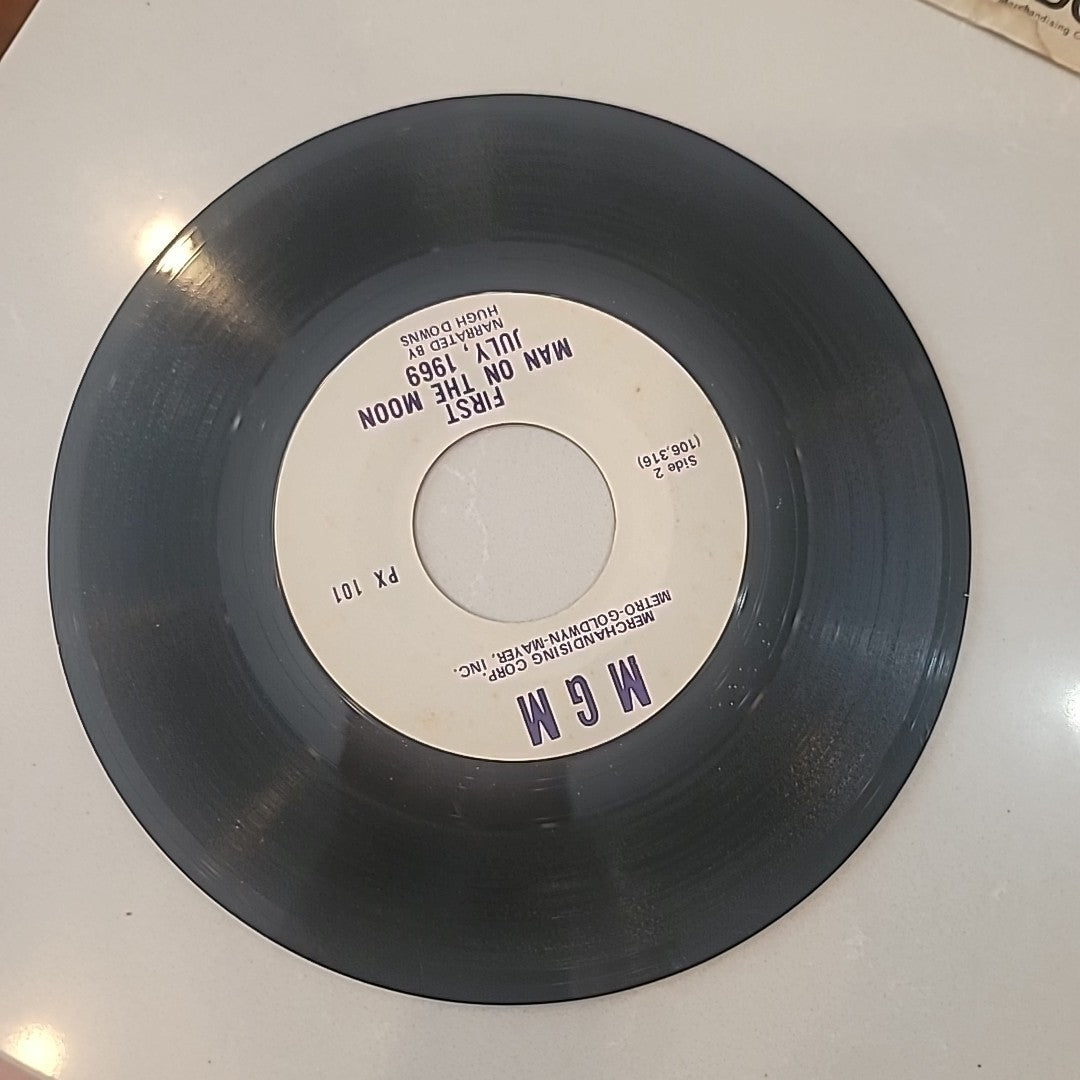 M G M
MERCHANDISING CORP.
METRO-GOLDWYN-MAYER, INC.
PX 101
Side 2
(106,316)
FIRST
MAN ON THE MOON
JULY, 1969
NARRATED BY
HUGH DOWNS